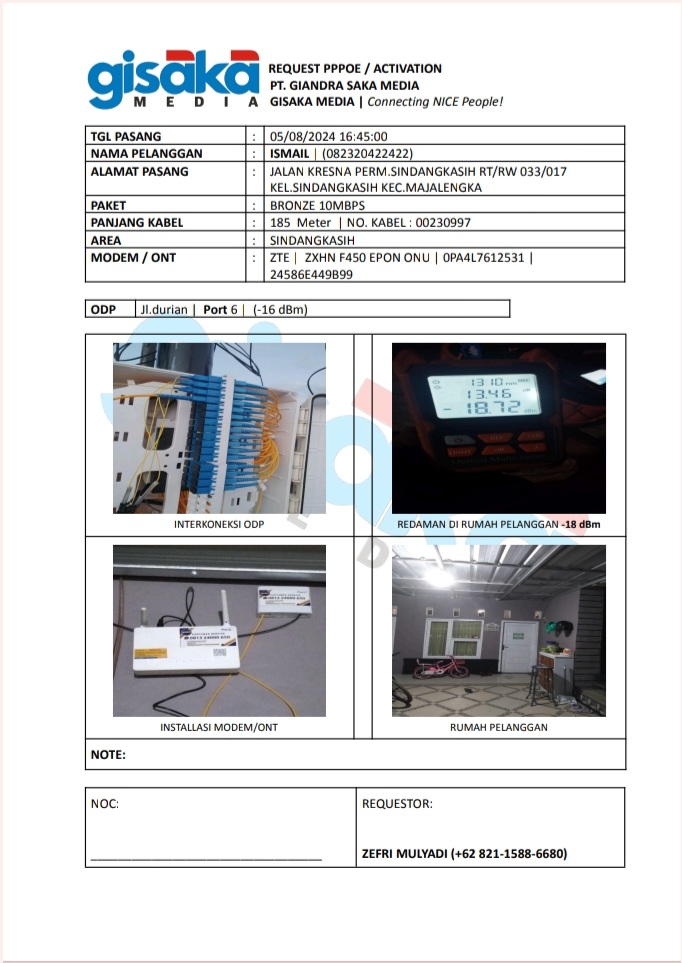 gisaka
MEDIA
REQUEST PPPOE / ACTIVATION
PT. GIANDRA SAKA MEDIA
GISAKA MEDIA | Connecting NICE People!
TGL PASANG : 05/08/2024 16:45:00
NAMA PELANGGAN : ISMAIL | (082320422422)
ALAMAT PASANG : JALAN KRESNA PERM.SINDANGKASIH RT/RW 033/017
KEL.SINDANGKASIH KEC.MAJALENGKA
PAKET : BRONZE 10MBPS
PANJANG KABEL : 185 Meter | NO. KABEL : 00230997
AREA : SINDANGKASIH
MODEM / ONT : ZTE | ZXHN F450 EPON ONU | 0PA4L7612531 |
24586E449B99
ODP Jl.durian | Port 6 | (-16 dBm)
1310
13.46
-18.72
INTERKONEKSI ODP
REDAMAN DI RUMAH PELANGGAN -18 dBm
INSTALLASI MODEM/ONT
RUMAH PELANGGAN
NOTE:
NOC:
REQUESTOR:
ZEFRI MULYADI (+62 821-1588-6680)